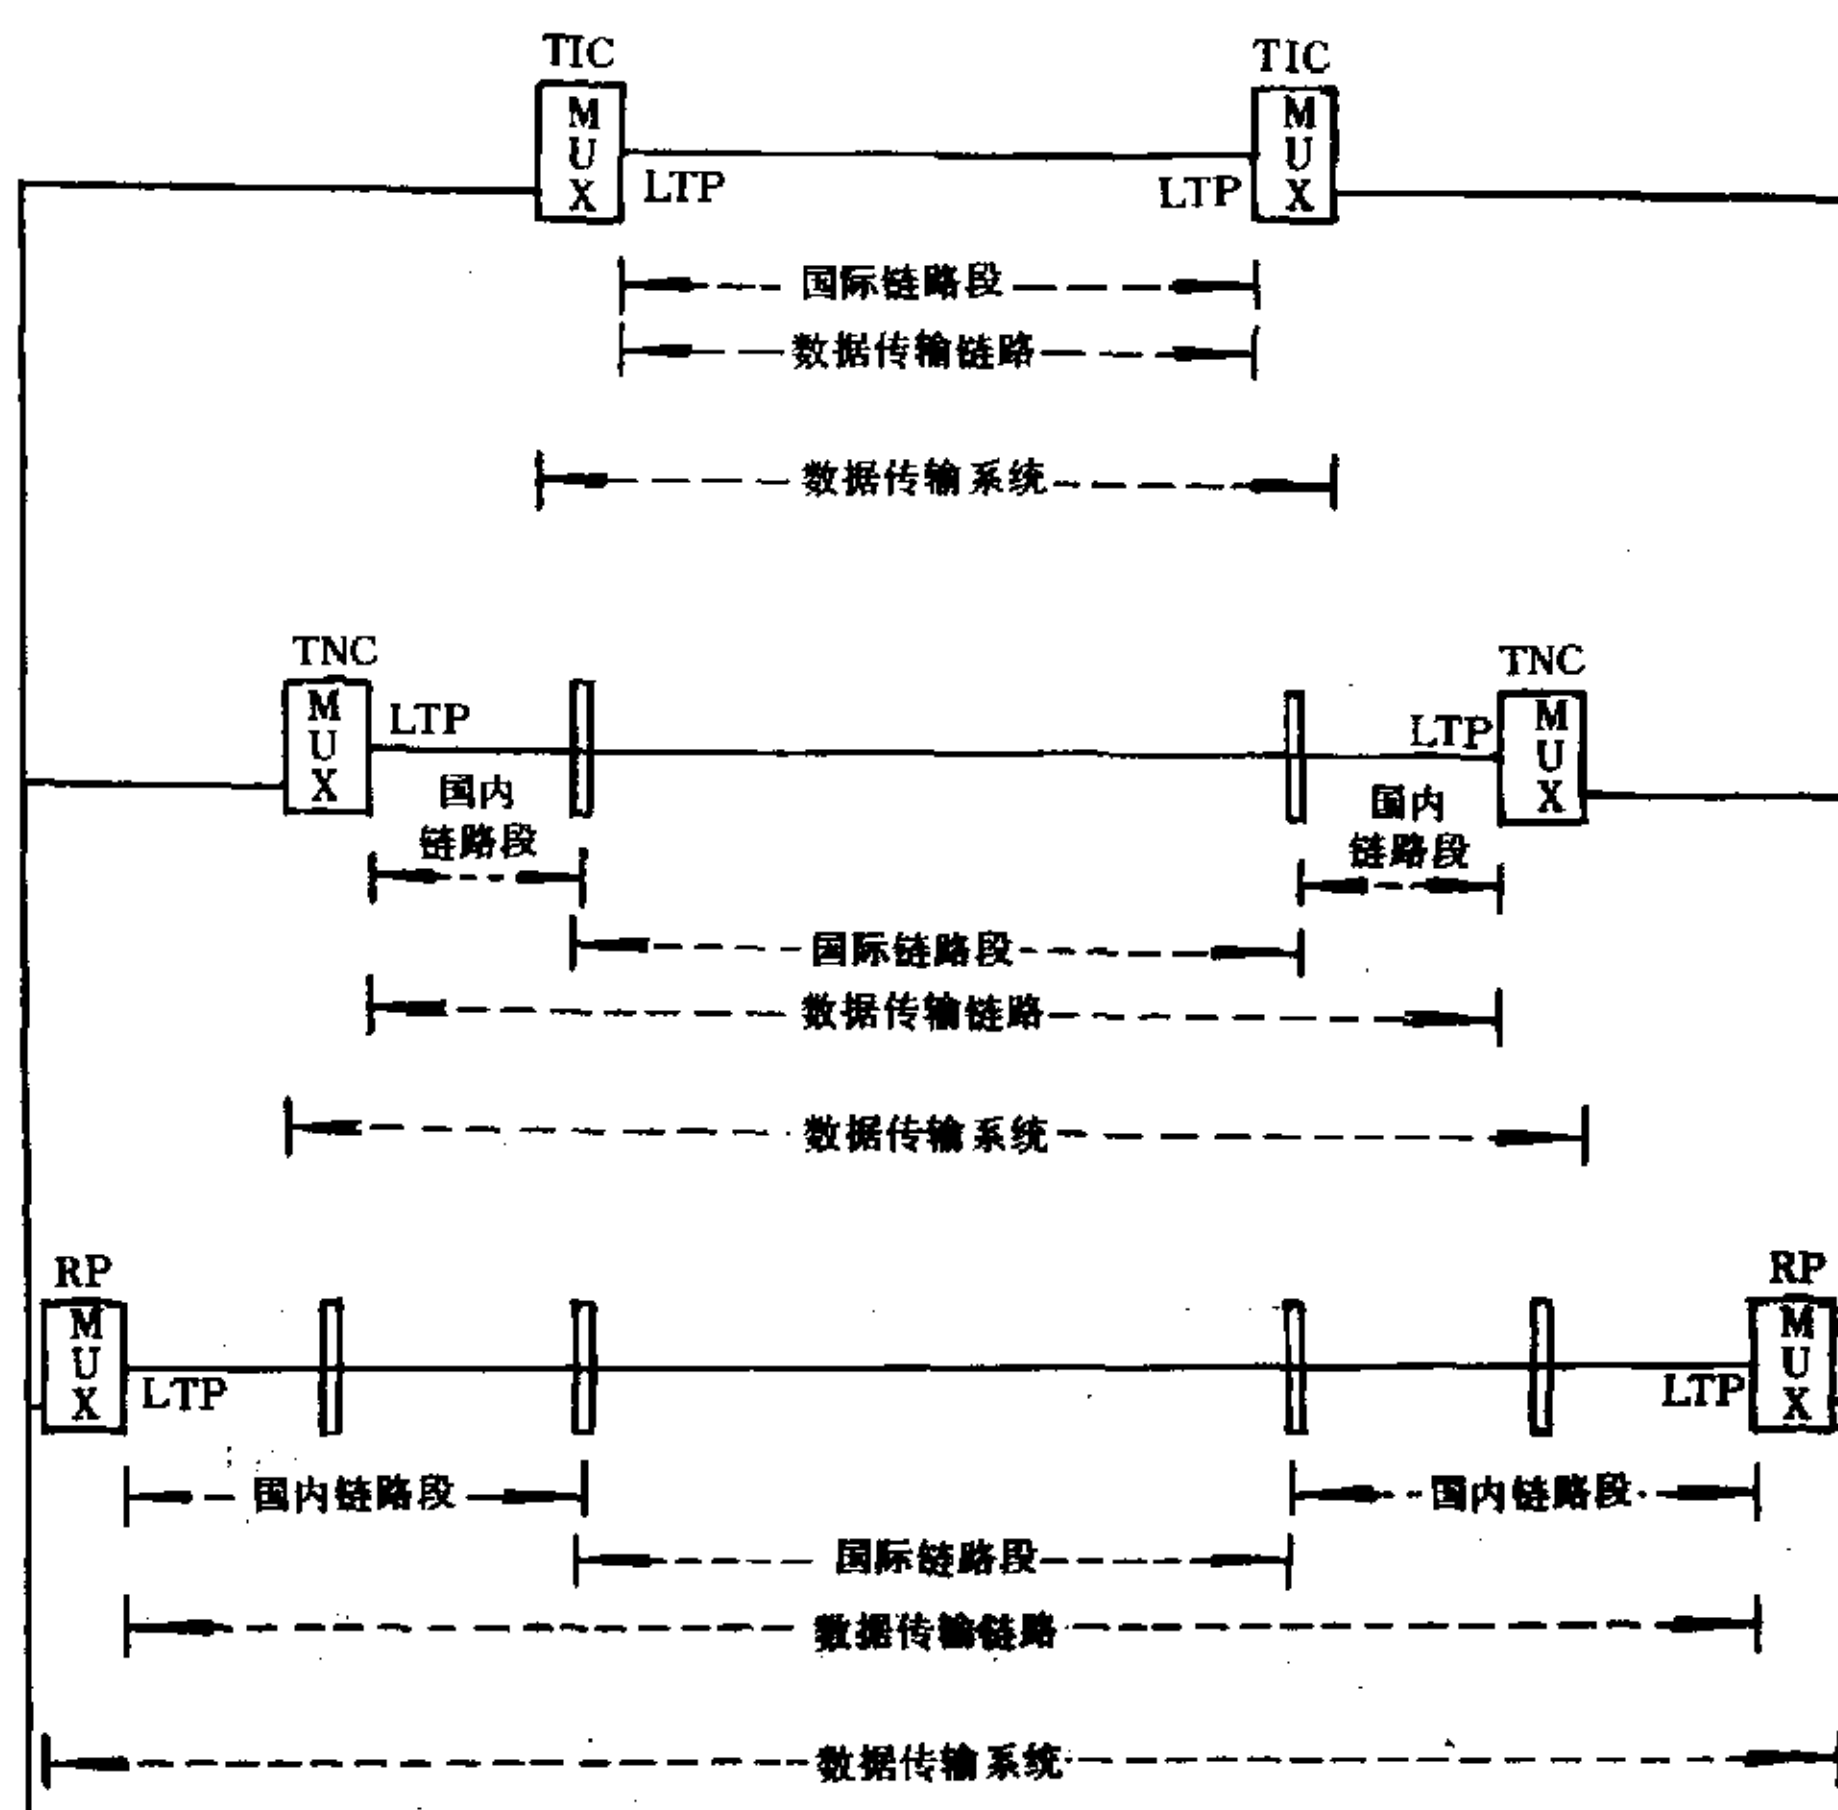 TIC TIC
MUX MUX
LTP LTP
国际链路段
数据传输链路
数据传输系统
TNC TNC
MUX MUX
LTP LTP
国内 国内
链路段 链路段
国际链路段
数据传输链路
数据传输系统
RP RP
MUX MUX
LTP LTP
国内链路段 国内链路段
国际链路段
数据传输链路
数据传输系统